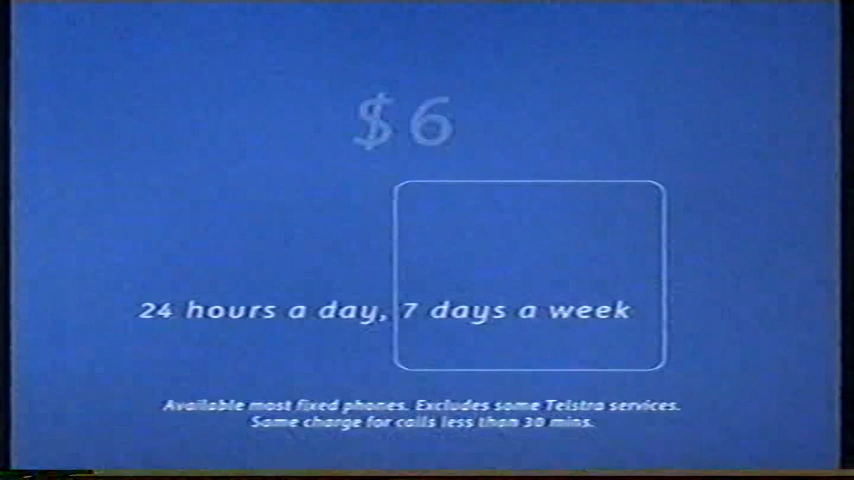 $6
24 hours a day, 7 days a week
Available most fixed phones. Excludes some Telstra services.
Same charge for calls less than 30 mins.